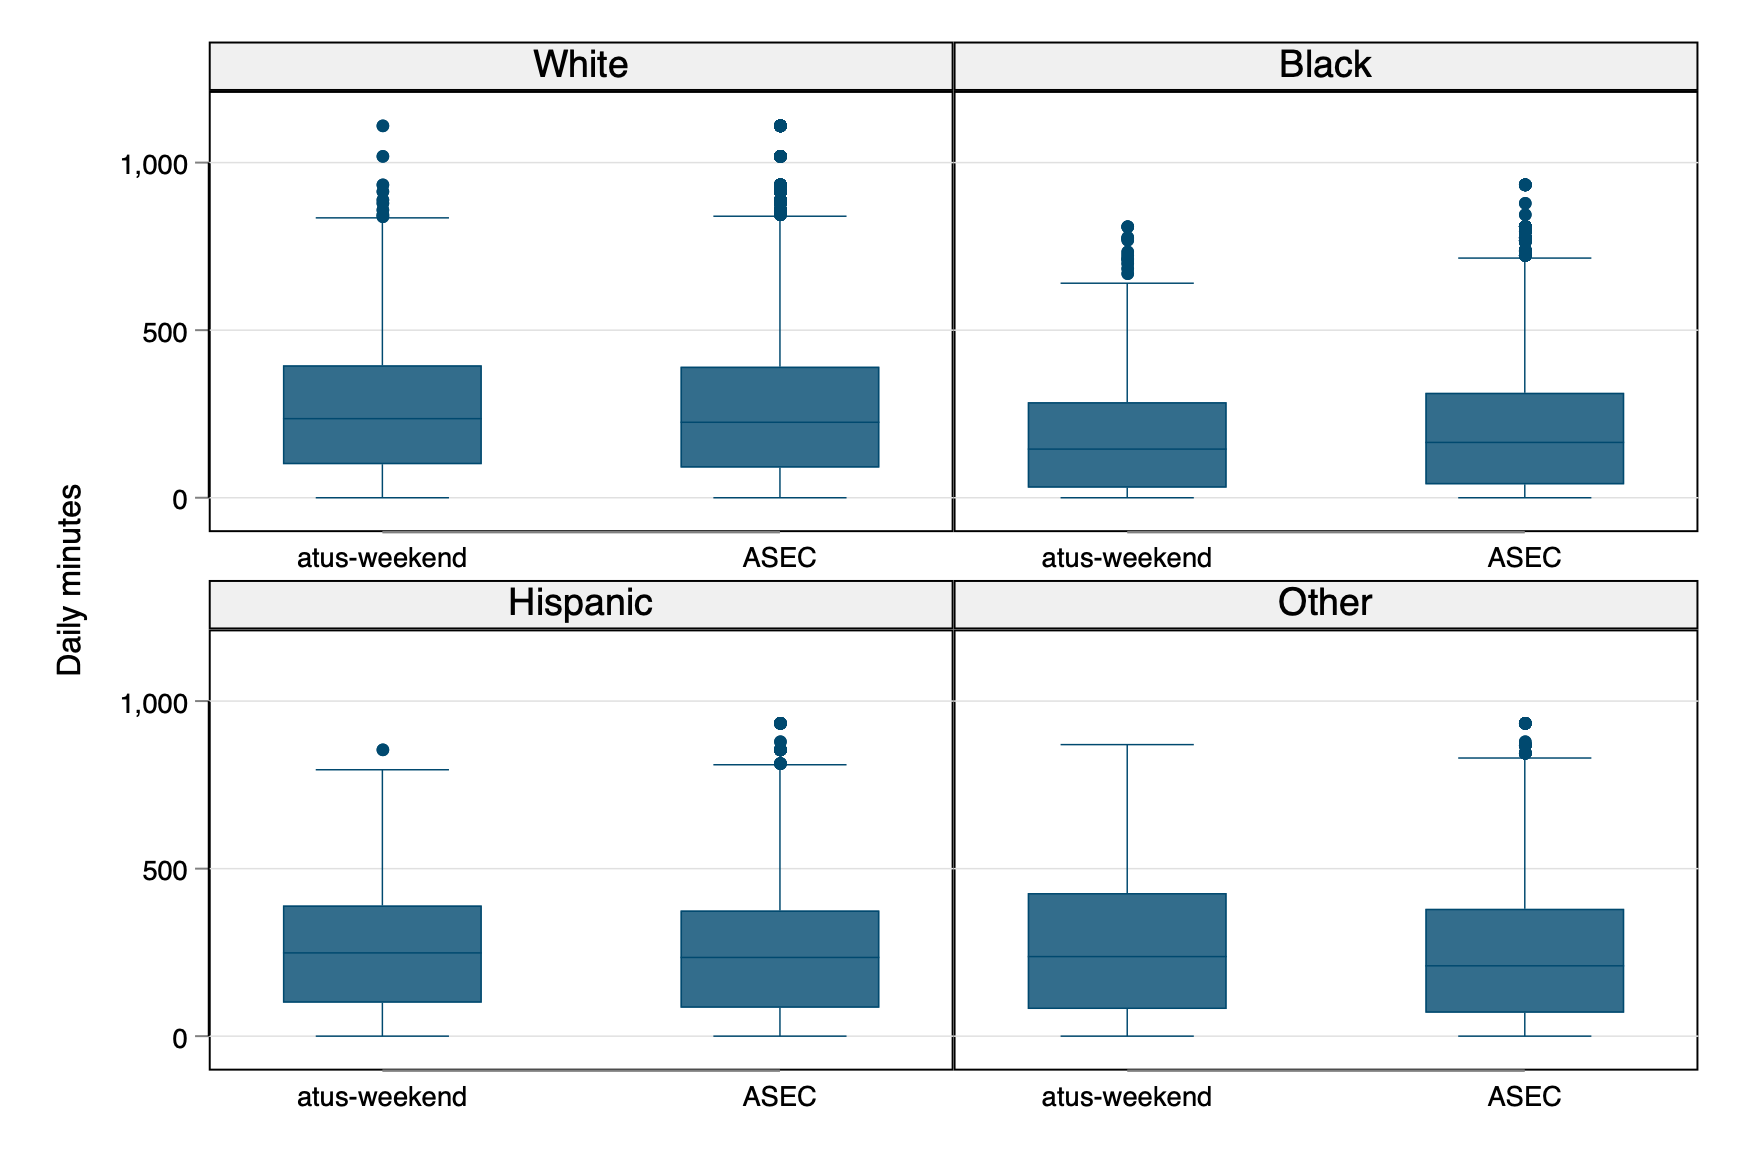 White
Black
1,000
500
0
atus-weekend
ASEC
atus-weekend
ASEC
Daily minutes
Hispanic
Other
1,000
500
0
atus-weekend
ASEC
atus-weekend
ASEC